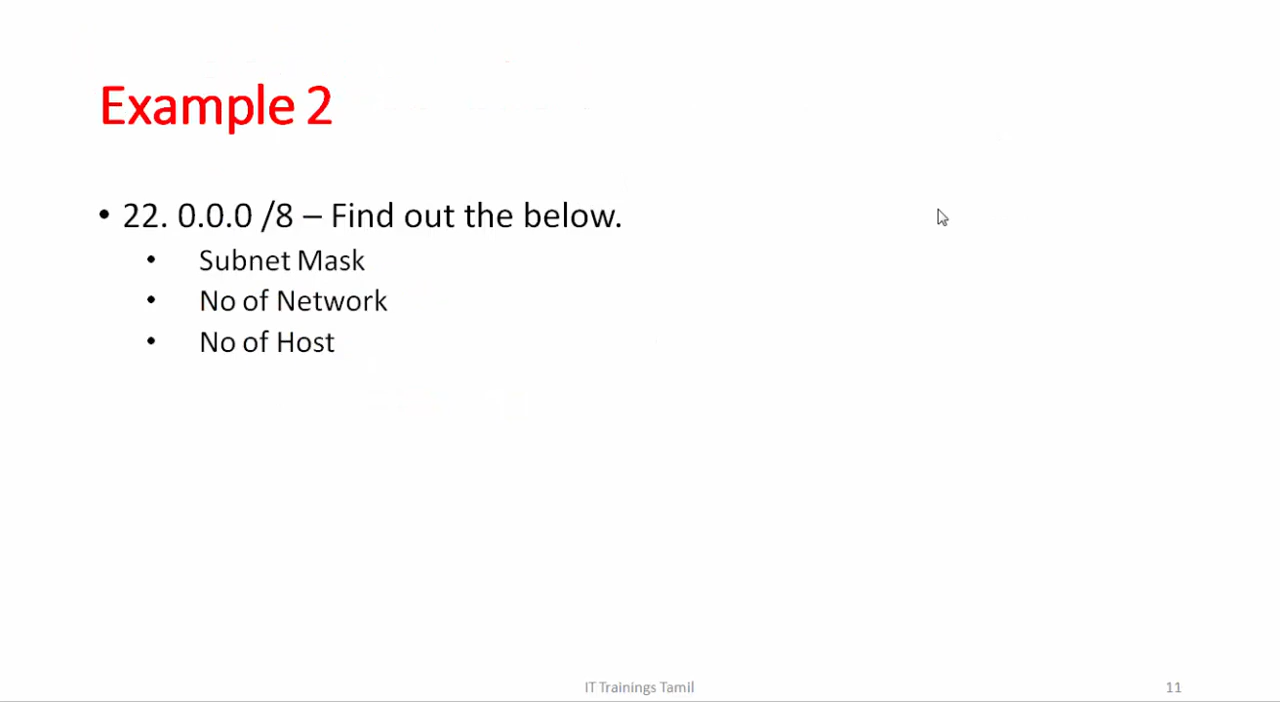 Example 2
• 22. 0.0.0 /8 – Find out the below.
• Subnet Mask
• No of Network
• No of Host
IT Trainings Tamil
11